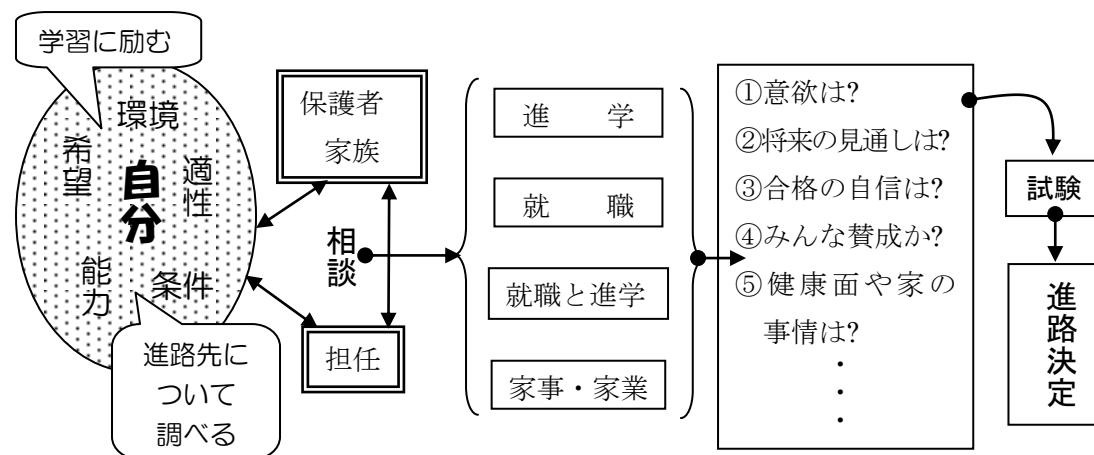 学習に励む
環境
希望
自分
適性
能力
条件
進路先に
ついて
調べる
保護者
家族
相談
担任
進　学
就　職
就職と進学
家事・家業
①意欲は?
②将来の見通しは?
③合格の自信は?
④みんな賛成か?
⑤健康面や家の
事情は?
・
・
・
試験
進路決定